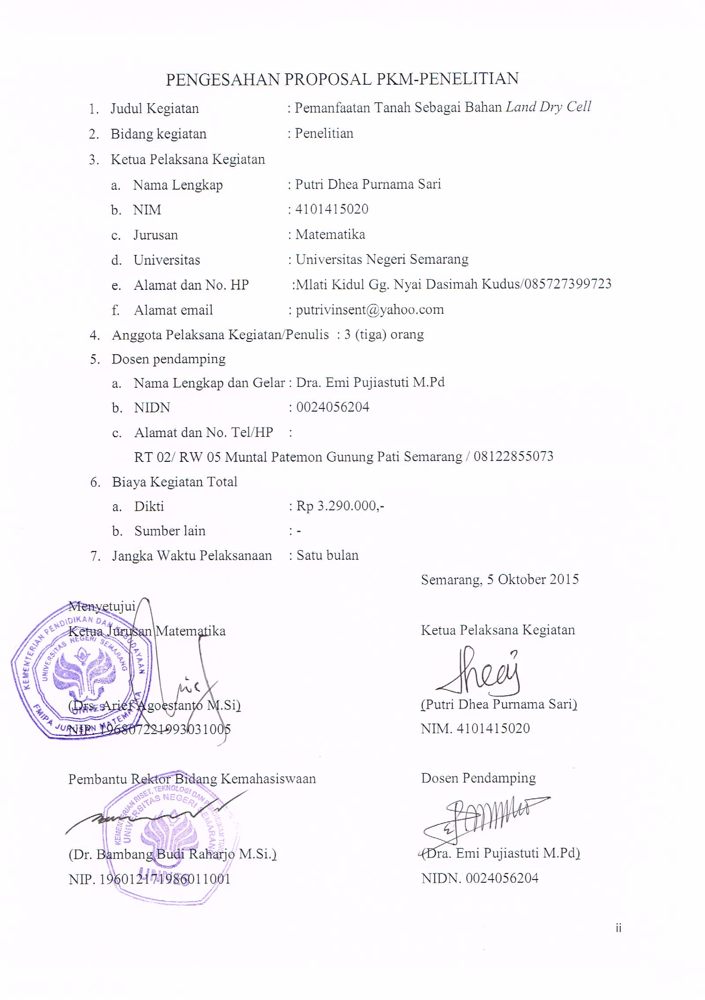 PENGESAHAN PROPOSAL PKM-PENELITIAN
1. Judul Kegiatan : Pemanfaatan Tanah Sebagai Bahan Land Dry Cell
2. Bidang kegiatan : Penelitian
3. Ketua Pelaksana Kegiatan
a. Nama Lengkap : Putri Dhea Purnama Sari
b. NIM : 4101415020
c. Jurusan : Matematika
d. Universitas : Universitas Negeri Semarang
e. Alamat dan No. HP :Mlati Kidul Gg. Nyai Dasimah Kudus/085727399723
f. Alamat email : putrivinsent@yahoo.com
4. Anggota Pelaksana Kegiatan/Penulis : 3 (tiga) orang
5. Dosen pendamping
a. Nama Lengkap dan Gelar : Dra. Emi Pujiastuti M.Pd
b. NIDN : 0024056204
c. Alamat dan No. Tel/HP :
RT 02/ RW 05 Muntal Patemon Gunung Pati Semarang / 08122855073
6. Biaya Kegiatan Total
a. Dikti : Rp 3.290.000,-
b. Sumber lain : -
7. Jangka Waktu Pelaksanaan : Satu bulan
Semarang, 5 Oktober 2015
Menyetujui
Ketua Jurusan Matematika Ketua Pelaksana Kegiatan
KEMENTERIAN PENDIDIKAN DAN KEBUDAYAAN
UNIVERSITAS NEGERI SEMARANG
UNNES
FMIPA JURUSAN MATEMATIKA
(Drs. Arief Agoestanto M.Si) (Putri Dhea Purnama Sari)
NIP. 196807221993031005 NIM. 4101415020
Pembantu Rektor Bidang Kemahasiswaan Dosen Pendamping
KEMENTERIAN RISET, TEKNOLOGI DAN PENDIDIKAN TINGGI
UNIVERSITAS NEGERI SEMARANG
UNNES
(Dr. Bambang Budi Raharjo M.Si.) (Dra. Emi Pujiastuti M.Pd)
NIP. 196012171986011001 NIDN. 0024056204
ii